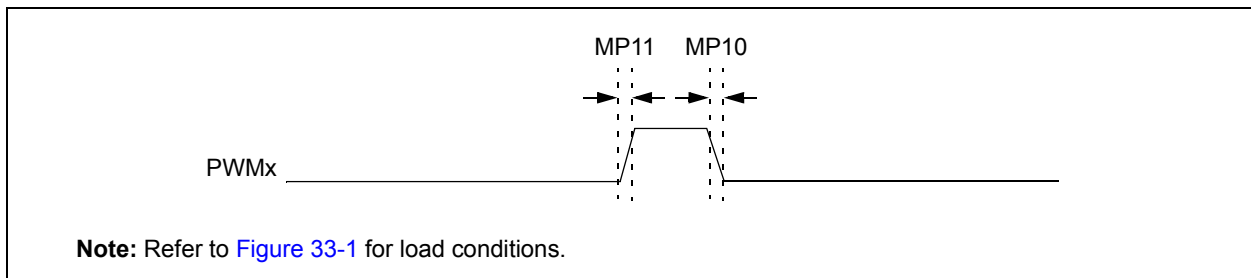 MP11 MP10
PWMx
Note: Refer to Figure 33-1 for load conditions.